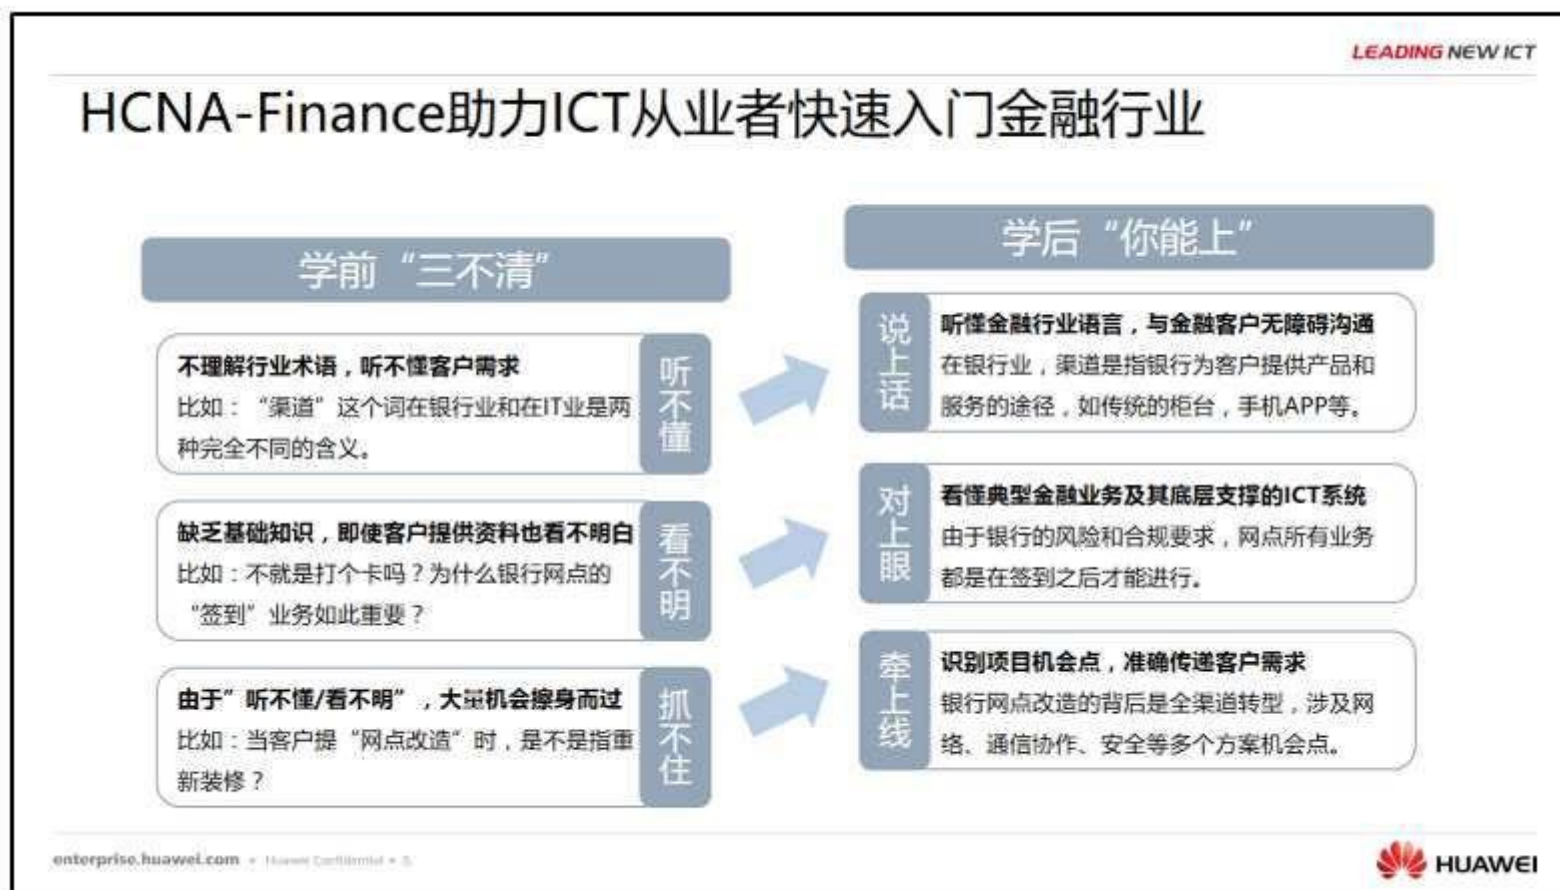 LEADING NEW ICT
HCNA-Finance助力ICT从业者快速入门金融行业
学前“三不清”
不理解行业术语，听不懂客户需求
比如：“渠道”这个词在银行业和在IT业是两
种完全不同的含义。
听不懂
缺乏基础知识，即使客户提供资料也看不明白
比如：不就是打个卡吗？为什么银行网点的
“签到”业务如此重要？
看不明
由于”听不懂/看不明”，大量机会擦身而过
比如：当客户提“网点改造”时，是不是指重
新装修？
抓不住
学后“你能上”
说上话
听懂金融行业语言，与金融客户无障碍沟通
在银行业，渠道是指银行为客户提供产品和
服务的途径，如传统的柜台，手机APP等。
对上眼
看懂典型金融业务及其底层支撑的ICT系统
由于银行的风险和合规要求，网点所有业务
都是在签到之后才能进行。
牵上线
识别项目机会点，准确传递客户需求
银行网点改造的背后是全渠道转型，涉及网
络、通信协作、安全等多个方案机会点。
enterprise.huawei.com • Huawei Confidential •
HUAWEI